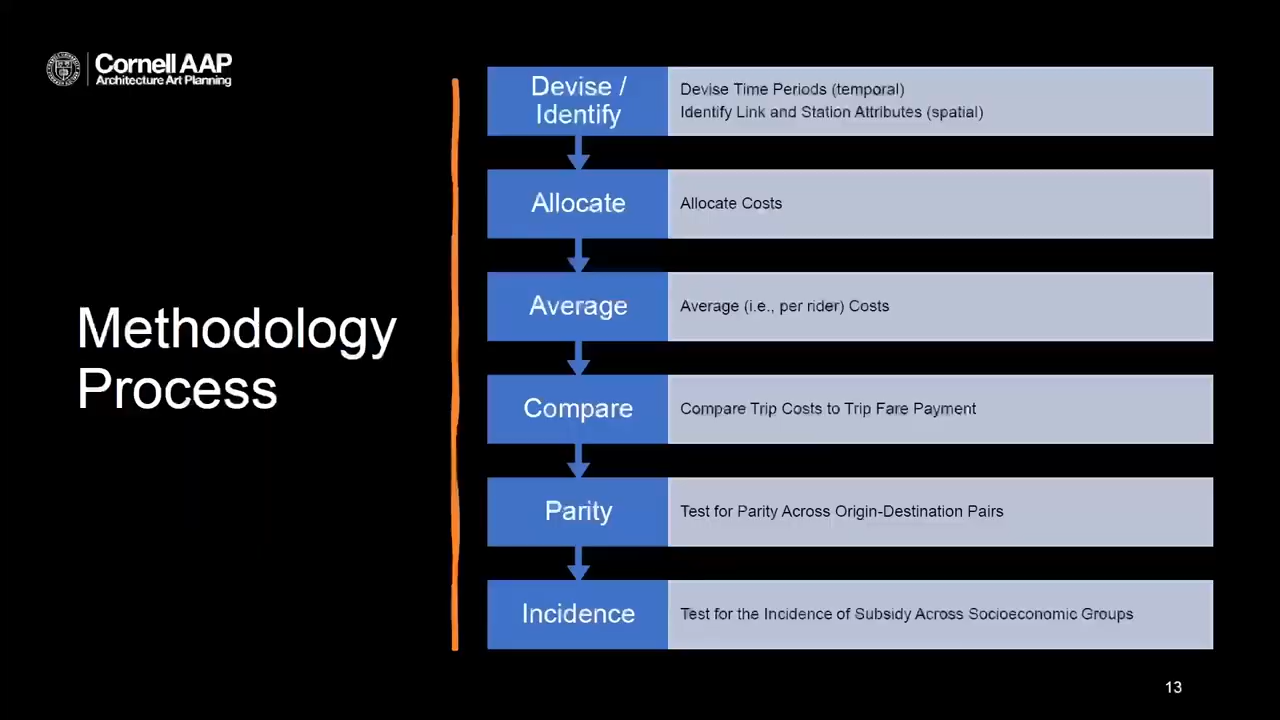 Cornell AAP
Architecture Art Planning
Methodology
Process
Devise /
Identify
Devise Time Periods (temporal)
Identify Link and Station Attributes (spatial)
Allocate
Allocate Costs
Average
Average (i.e., per rider) Costs
Compare
Compare Trip Costs to Trip Fare Payment
Parity
Test for Parity Across Origin-Destination Pairs
Incidence
Test for the Incidence of Subsidy Across Socioeconomic Groups
13